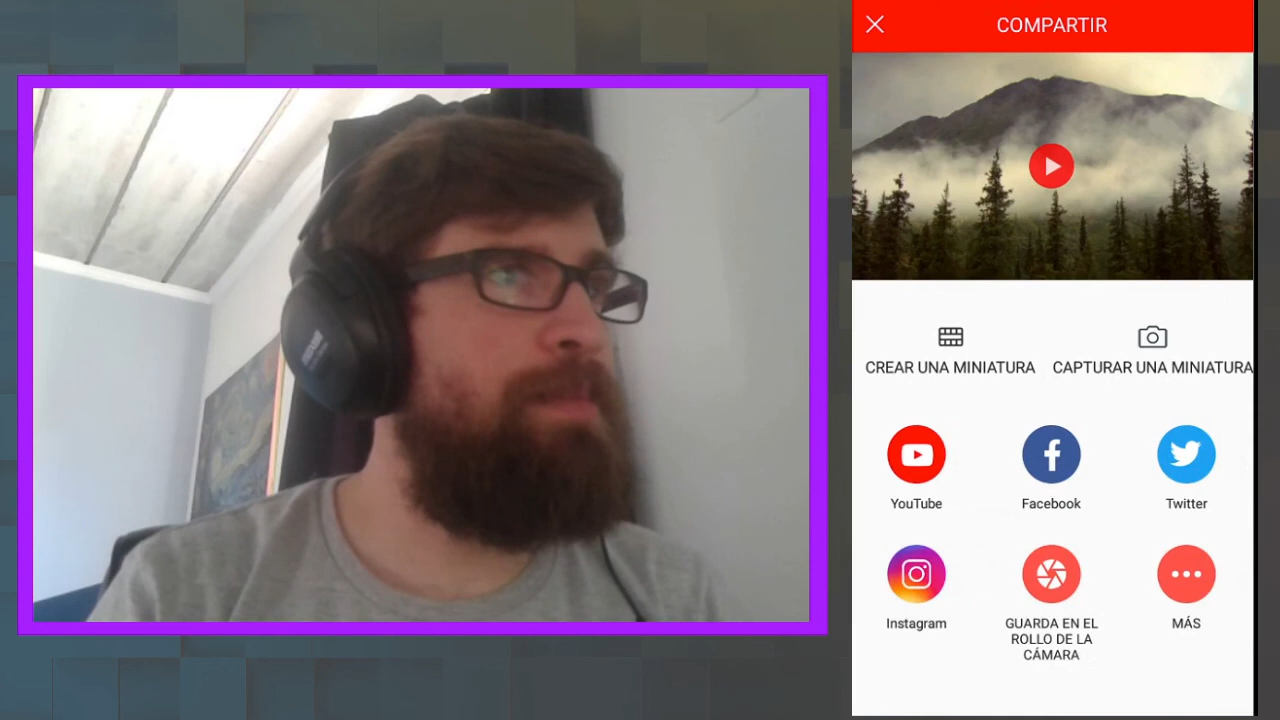 COMPARTIR
CREAR UNA MINIATURA
CAPTURAR UNA MINIATURA
YouTube
Facebook
Twitter
Instagram
GUARDA EN EL
ROLLO DE LA
CÁMARA
MÁS